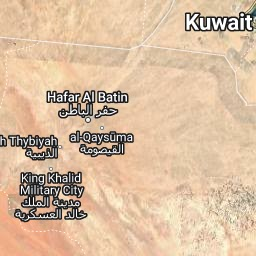 Kuwait
Hafar Al Batin
حفر الباطن
al-Qaysūma
القيصومة
h Thybiyah
الذيبية
King Khalid
Military City
مدينة الملك
خالد العسكرية